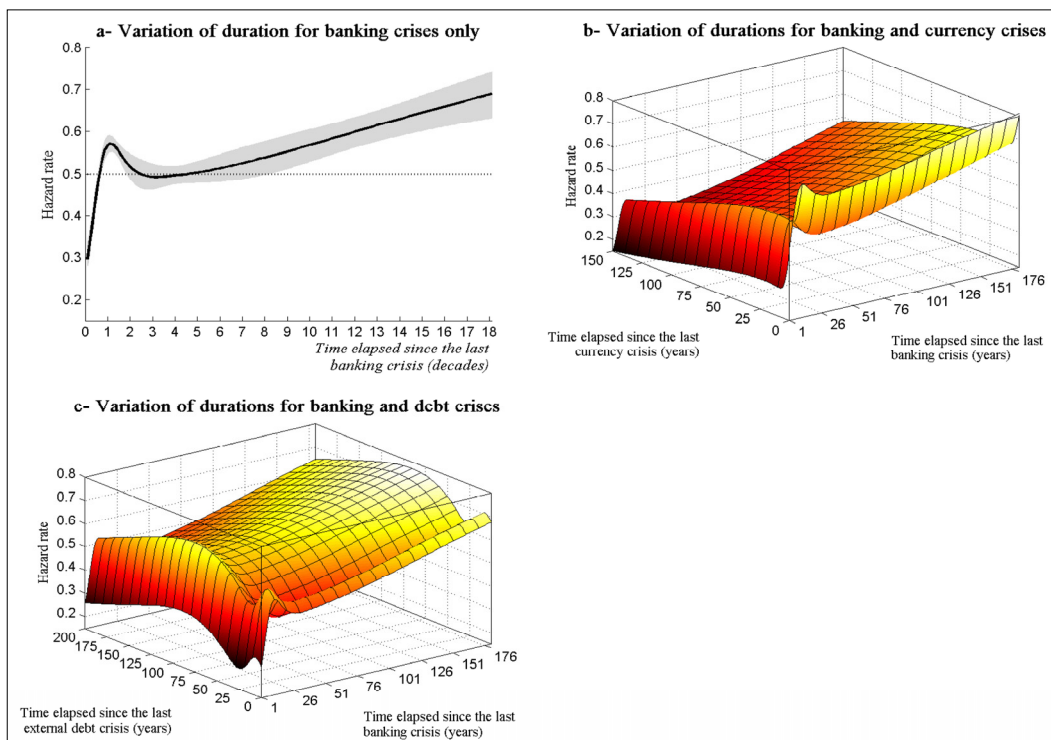 a- Variation of duration for banking crises only
0.8
0.7
0.6
0.5
0.4
0.3
0.2
Hazard rate
0 1 2 3 4 5 6 7 8 9 10 11 12 13 14 15 16 17 18
Time elapsed since the last
banking crisis (decades)
b- Variation of durations for banking and currency crises
0.8
0.7
0.6
0.5
0.4
0.3
0.2
Hazard rate
150 125 100 75 50 25 0
1 26 51 76 101 126 151 176
Time elapsed since the last
currency crisis (years)
Time elapsed since the last
banking crisis (years)
c- Variation of durations for banking and debt crises
0.8
0.7
0.6
0.5
0.4
0.3
0.2
Hazard rate
200 175 150 125 100 75 50 25 0
1 26 51 76 101 126 151 176
Time elapsed since the last
external debt crisis (years)
Time elapsed since the last
banking crisis (years)